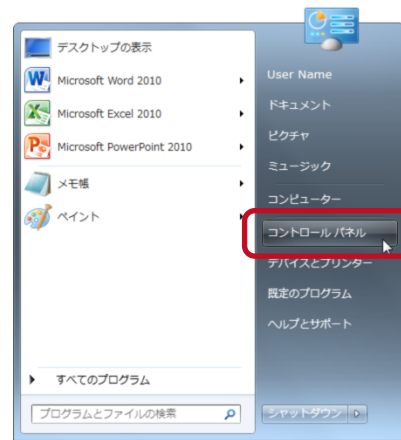 デスクトップの表示
Microsoft Word 2010
Microsoft Excel 2010
Microsoft PowerPoint 2010
メモ帳
ペイント
すべてのプログラム
プログラムとファイルの検索
User Name
ドキュメント
ピクチャ
ミュージック
コンピューター
コントロール パネル
デバイスとプリンター
既定のプログラム
ヘルプとサポート
シャットダウン